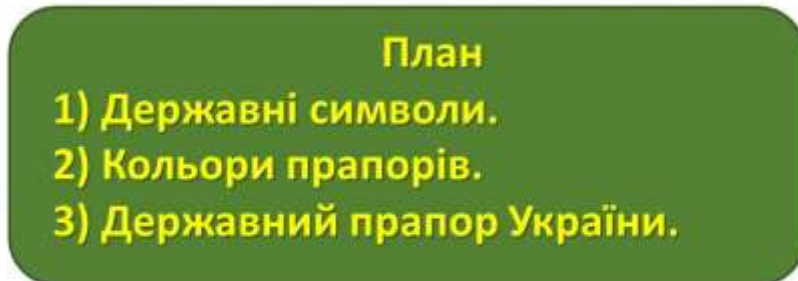 План
1) Державні символи.
2) Кольори прапорів.
3) Державний прапор України.